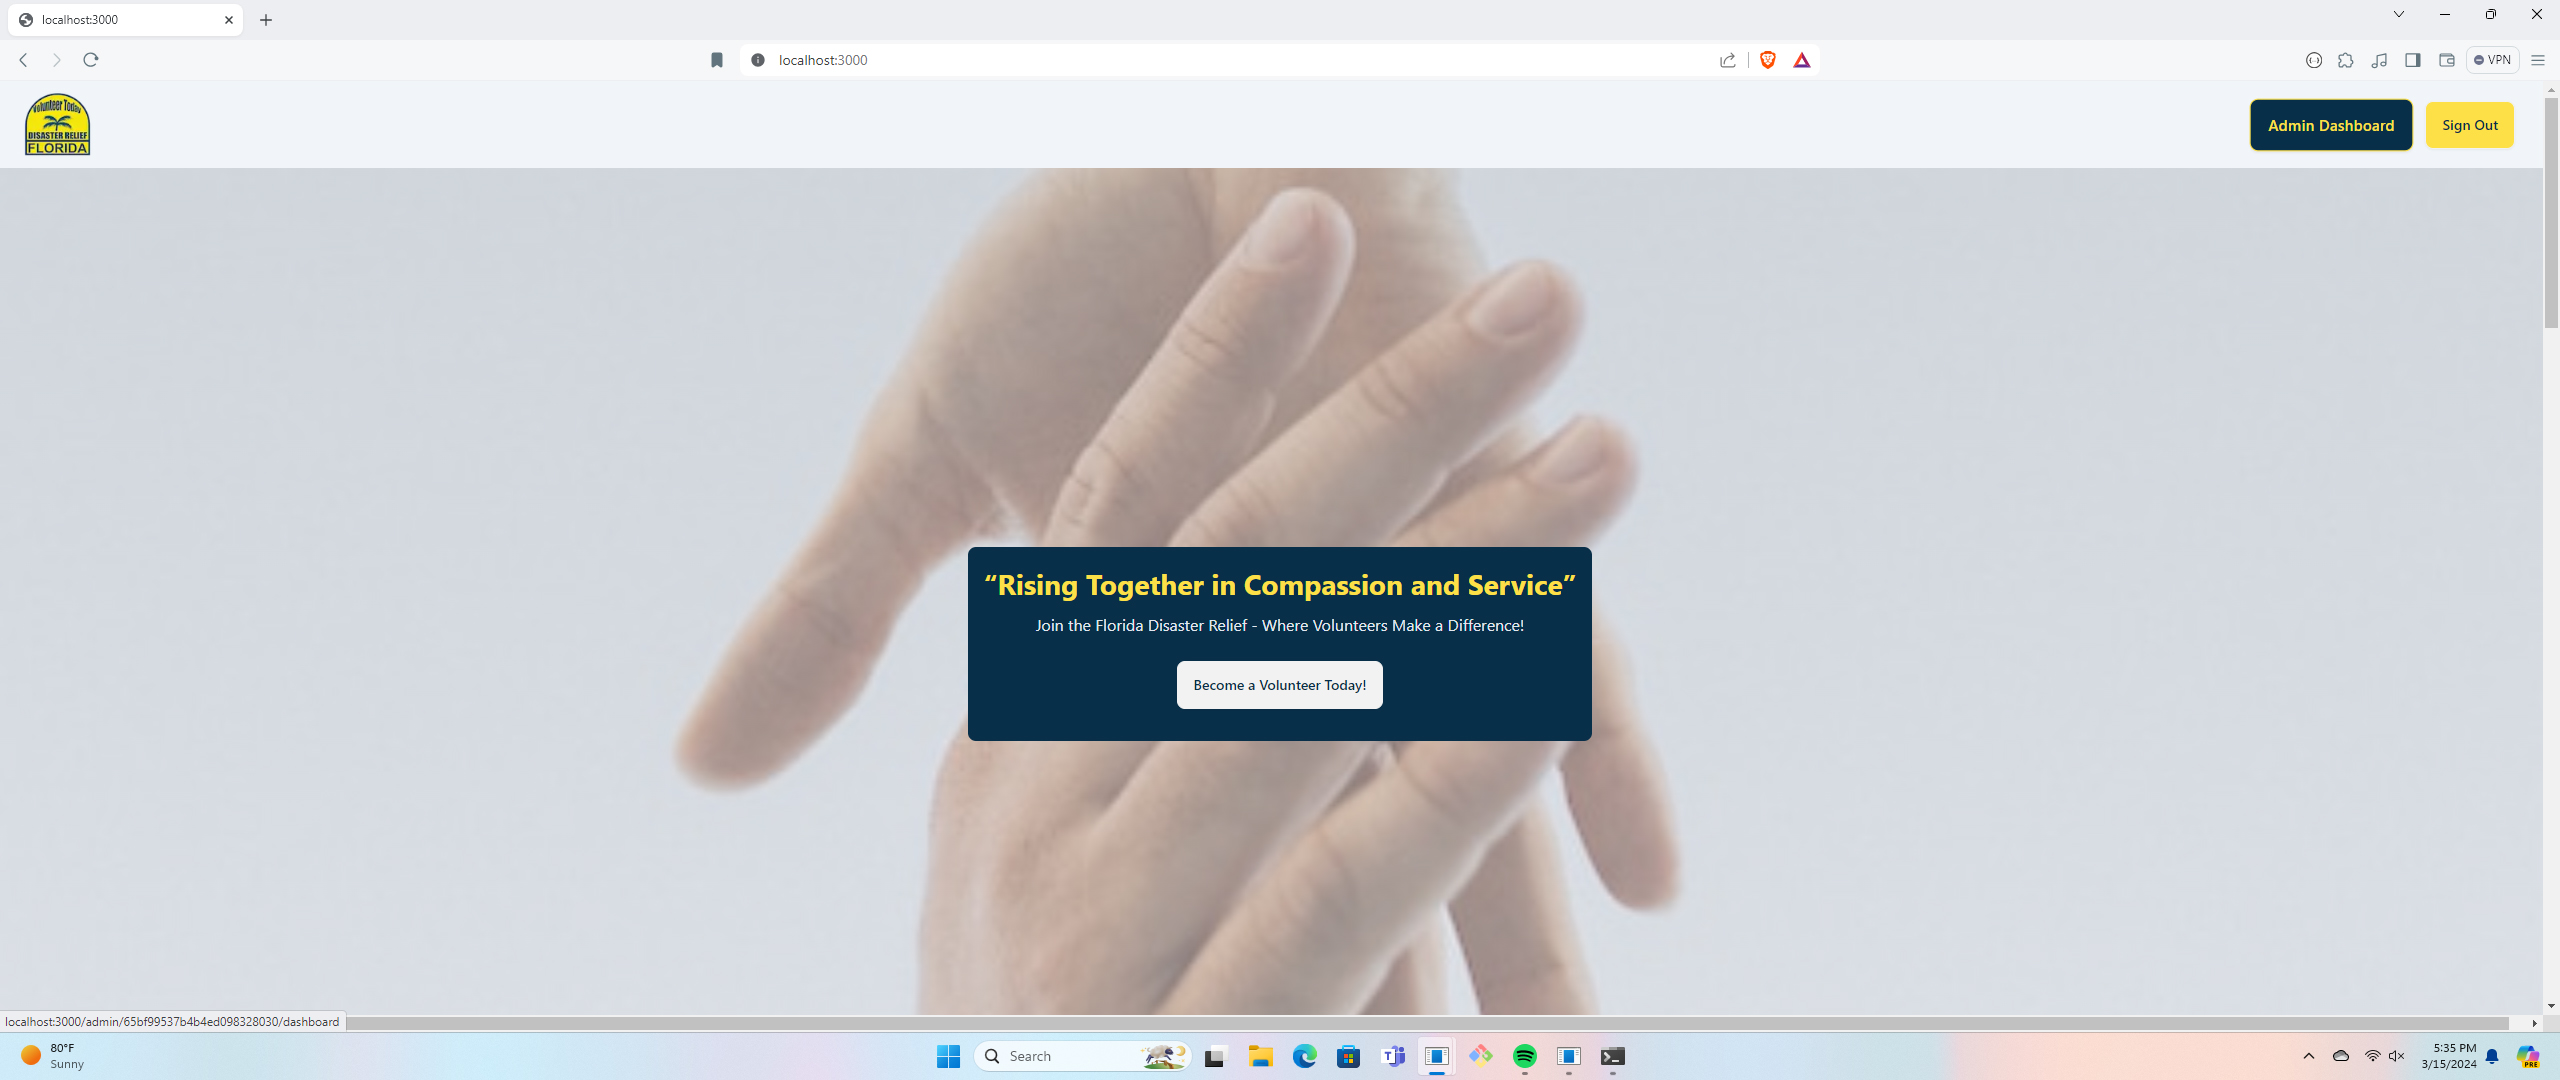 localhost:3000
localhost:3000
VPN
Volunteer Today
DISASTER RELIEF
FLORIDA
Admin Dashboard
Sign Out
“Rising Together in Compassion and Service”
Join the Florida Disaster Relief - Where Volunteers Make a Difference!
Become a Volunteer Today!
localhost:3000/admin/65bf99537b4b4ed098328030/dashboard
80°F
Sunny
Search
5:35 PM
3/15/2024
PRE